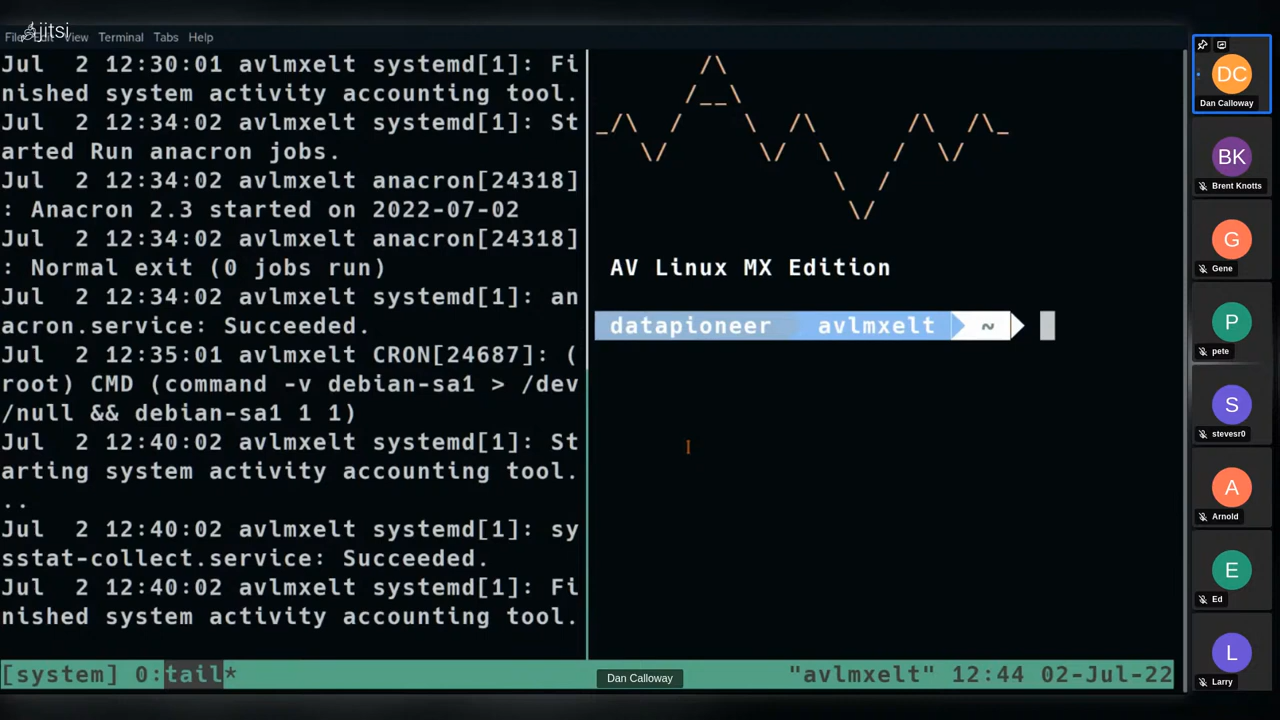 jitsi
File Edit View Terminal Tabs Help
Jul  2 12:30:01 avlmxelt systemd[1]: Fi
nished system activity accounting tool.
Jul  2 12:34:02 avlmxelt systemd[1]: St
arted Run anacron jobs.
Jul  2 12:34:02 avlmxelt anacron[24318]
: Anacron 2.3 started on 2022-07-02
Jul  2 12:34:02 avlmxelt anacron[24318]
: Normal exit (0 jobs run)
Jul  2 12:34:02 avlmxelt systemd[1]: an
acron.service: Succeeded.
Jul  2 12:35:01 avlmxelt CRON[24687]: (
root) CMD (command -v debian-sa1 > /dev
/null && debian-sa1 1 1)
Jul  2 12:40:02 avlmxelt systemd[1]: St
arting system activity accounting tool.
..
Jul  2 12:40:02 avlmxelt systemd[1]: sy
sstat-collect.service: Succeeded.
Jul  2 12:40:02 avlmxelt systemd[1]: Fi
nished system activity accounting tool.
AV Linux MX Edition
datapioneer avlmxelt ~
[system] 0:tail*
Dan Calloway
"avlmxelt" 12:44 02-Jul-22
DC
Dan Calloway
BK
Brent Knotts
G
Gene
P
pete
S
stevesr0
A
Arnold
E
Ed
L
Larry